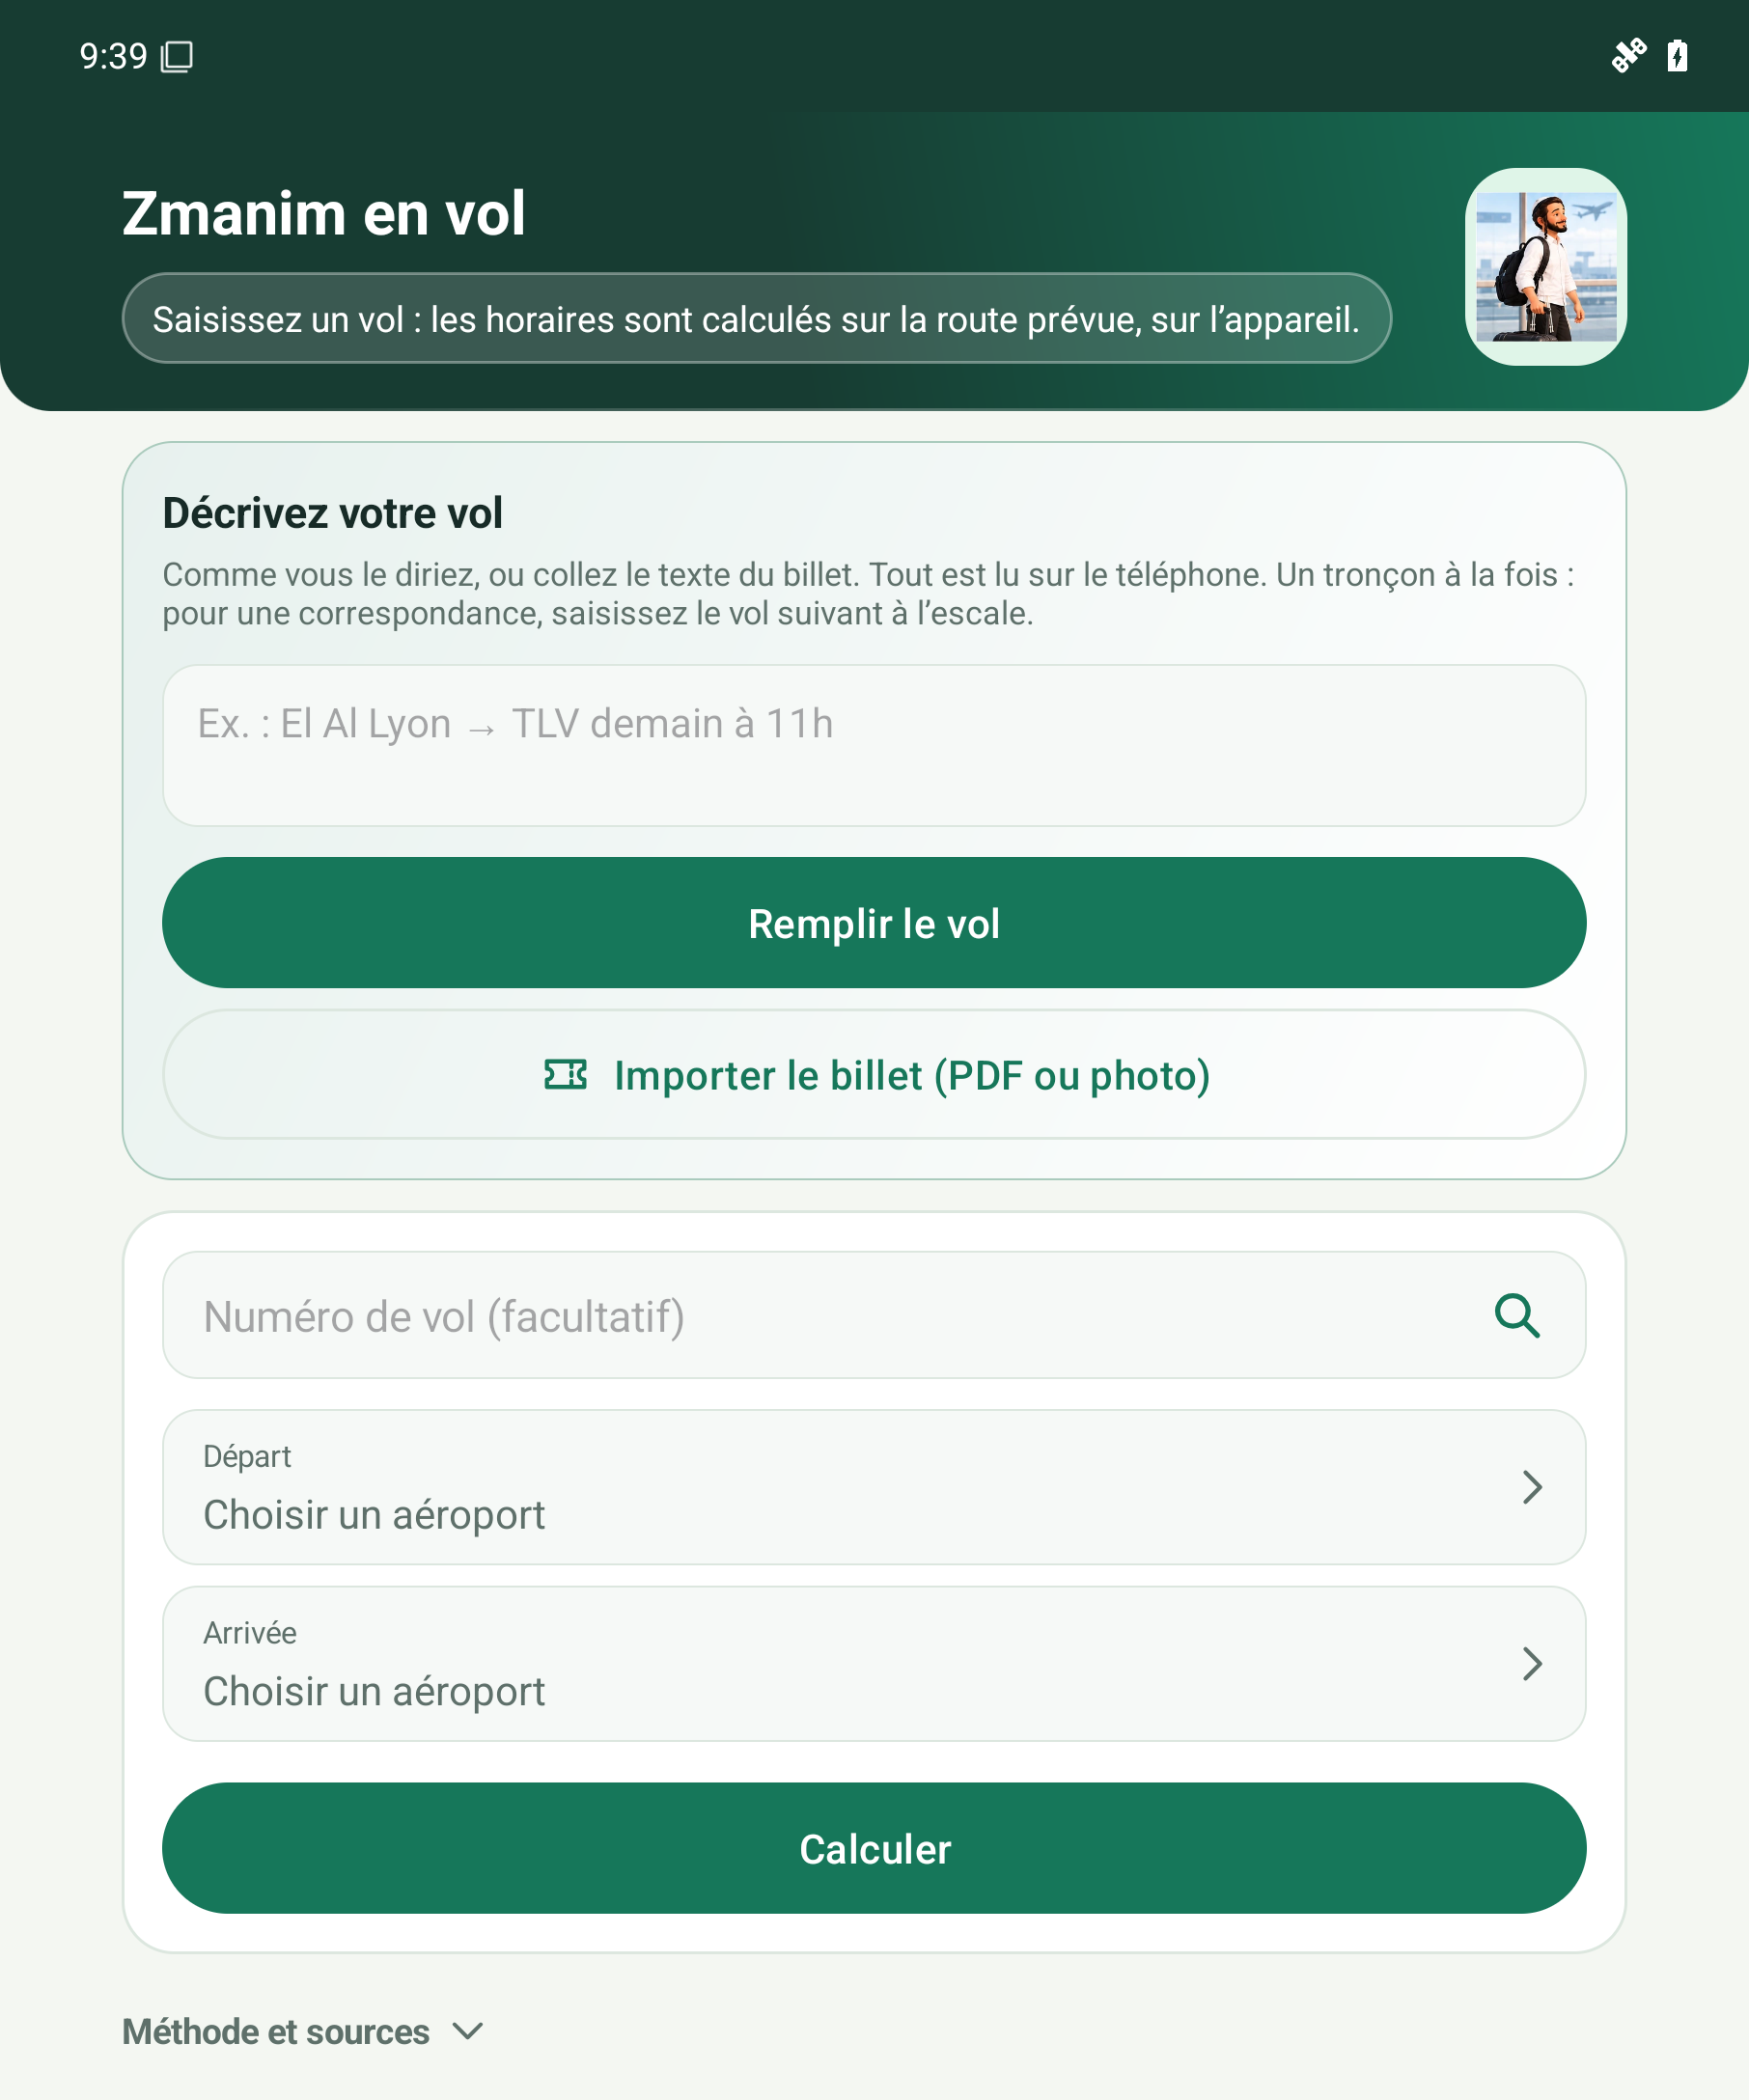 9:39
Zmanim en vol
Saisissez un vol : les horaires sont calculés sur la route prévue, sur l’appareil.
Décrivez votre vol
Comme vous le diriez, ou collez le texte du billet. Tout est lu sur le téléphone. Un tronçon à la fois :
pour une correspondance, saisissez le vol suivant à l’escale.
Ex. : El Al Lyon → TLV demain à 11h
Remplir le vol
Importer le billet (PDF ou photo)
Numéro de vol (facultatif)
Départ
Choisir un aéroport
Arrivée
Choisir un aéroport
Calculer
Méthode et sources